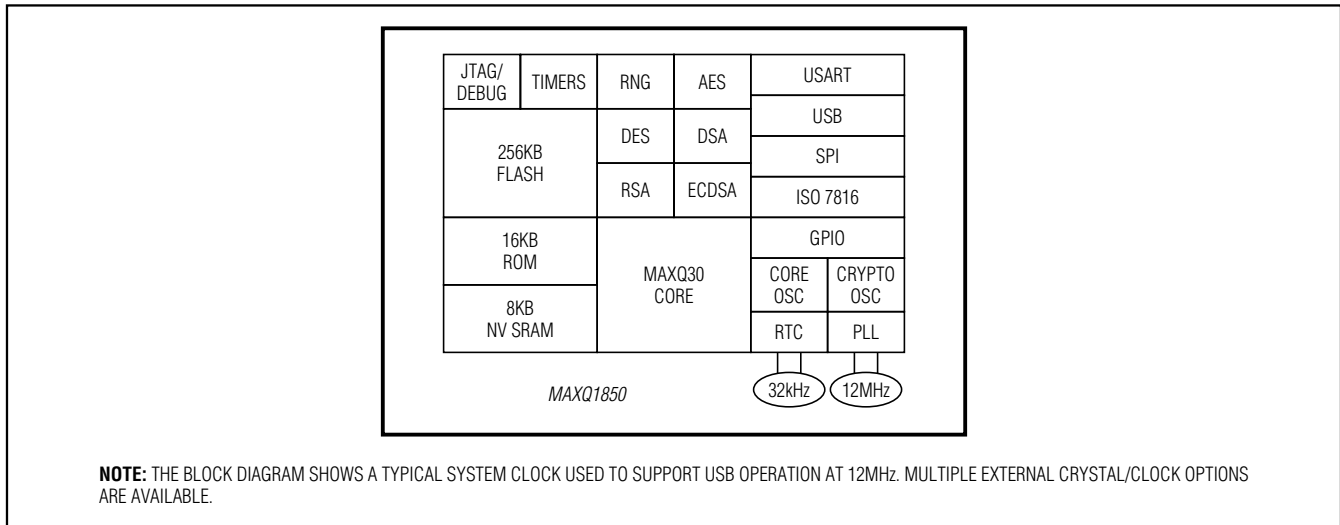 JTAG/
DEBUG
TIMERS
RNG
AES
USART
USB
256KB
FLASH
DES
DSA
SPI
RSA
ECDSA
ISO 7816
16KB
ROM
MAXQ30
CORE
GPIO
CORE
OSC
CRYPTO
OSC
8KB
NV SRAM
RTC
PLL
32kHz
12MHz
MAXQ1850
NOTE: THE BLOCK DIAGRAM SHOWS A TYPICAL SYSTEM CLOCK USED TO SUPPORT USB OPERATION AT 12MHz. MULTIPLE EXTERNAL CRYSTAL/CLOCK OPTIONS
ARE AVAILABLE.